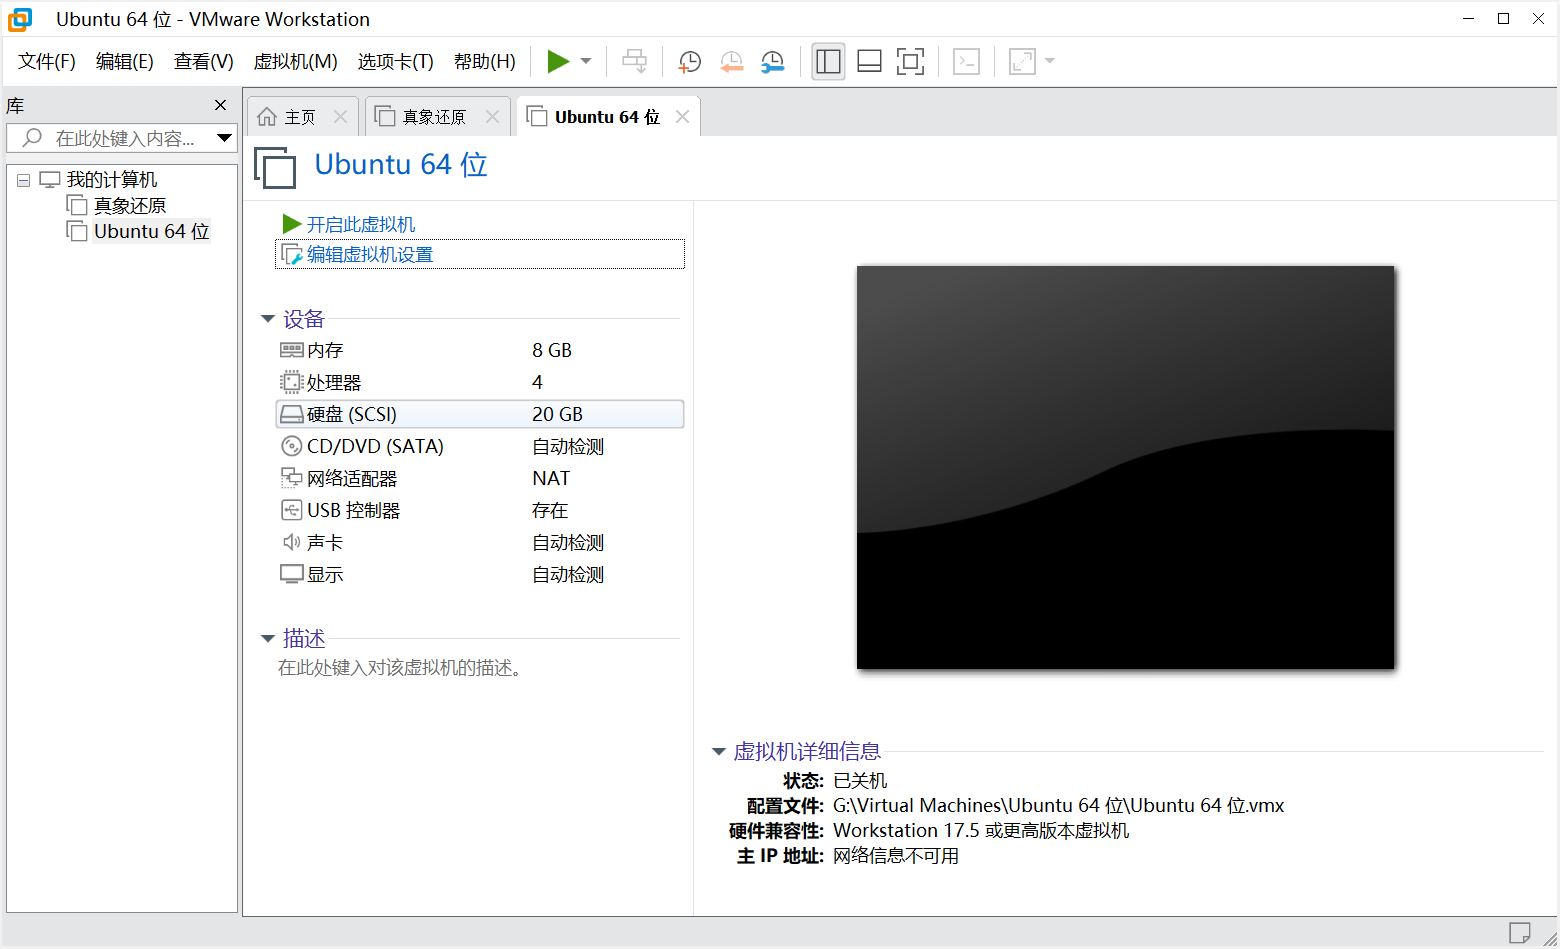 Ubuntu 64 位 - VMware Workstation
文件(F) 编辑(E) 查看(V) 虚拟机(M) 选项卡(T) 帮助(H)
库
在此处键入内容...
我的计算机
真象还原
Ubuntu 64 位
主页 真象还原 Ubuntu 64 位
Ubuntu 64 位
开启此虚拟机
编辑虚拟机设置
设备
内存 8 GB
处理器 4
硬盘 (SCSI) 20 GB
CD/DVD (SATA) 自动检测
网络适配器 NAT
USB 控制器 存在
声卡 自动检测
显示 自动检测
描述
在此处键入对该虚拟机的描述。
虚拟机详细信息
状态: 已关机
配置文件: G:\Virtual Machines\Ubuntu 64 位\Ubuntu 64 位.vmx
硬件兼容性: Workstation 17.5 或更高版本虚拟机
主 IP 地址: 网络信息不可用